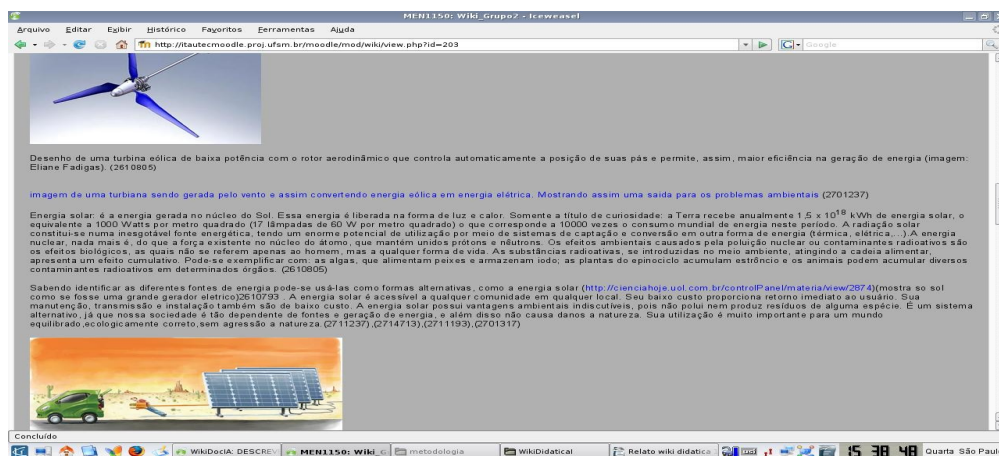 MEN1150: Wiki_Grupo2 - Iceweasel
Arquivo Editar Exibir Histórico Favoritos Ferramentas Ajuda
http://itautecmoodle.proj.ufsm.br/moodle/mod/wiki/view.php?id=203
Google
Desenho de uma turbina eólica de baixa potência com o rotor aerodinâmico que controla automaticamente a posição de suas pás e permite, assim, maior eficiência na geração de energia (imagem:
Eliane Fadigas). (2610805)
imagem de uma turbiana sendo gerada pelo vento e assim convertendo energia eólica em energia elétrica. Mostrando assim uma saida para os problemas ambientais (2701237)
Energia solar: é a energia gerada no núcleo do Sol. Essa energia é liberada na forma de luz e calor. Somente a título de curiosidade: a Terra recebe anualmente 1,5 x 10^18 kWh de energia solar, o
equivalente a 1000 Watts por metro quadrado (17 lâmpadas de 60 W por metro quadrado) o que corresponde a 10000 vezes o consumo mundial de energia neste período. A radiação solar
constitui-se numa inesgotável fonte energética, tendo um enorme potencial de utilização por meio de sistemas de captação e conversão em outra forma de energia (térmica, elétrica,...).A energia
nuclear, nada mais é, do que a força existente no núcleo do átomo, que mantém unidos prótons e nêutrons. Os efeitos ambientais causados pela poluição nuclear ou contaminantes radioativos são
os efeitos biológicos, as quais não se referem apenas ao homem, mas a qualquer forma de vida. As substâncias radioativas, se introduzidas no meio ambiente, atingindo a cadeia alimentar,
apresenta um efeito cumulativo. Pode-se exemplificar com: as algas, que alimentam peixes e armazenam iodo; as plantas do epinociclo acumulam estrôncio e os animais podem acumular diversos
contaminantes radioativos em determinados órgãos. (2610805)
Sabendo identificar as diferentes fontes de energia pode-se usá-las como formas alternativas, como a energia solar (http://cienciahoje.uol.com.br/controlPanel/materia/view/2874)(mostra so sol
como se fosse uma grande gerador eletrico)2610793 . A energia solar é acessível a qualquer comunidade em qualquer local. Seu baixo custo proporciona retorno imediato ao usuário. Sua
manutenção, transmissão e instalação também são de baixo custo. A energia solar possui vantagens ambientais indiscutíveis, pois não polui nem produz resíduos de alguma espécie. É um sistema
alternativo, já que nossa sociedade é tão dependente de fontes e geração de energia, e além disso não causa danos a natureza. Sua utilização é muito importante para um mundo
equilibrado,ecologicamente correto,sem agressão a natureza.(2711237),(2714713),(2711193),(2701317)
Concluído
WikiDocIA: DESCREV MEN1150: Wiki_G metodologia WikiDidatical Relato wiki didatica 15 38 48 Quarta São Paul